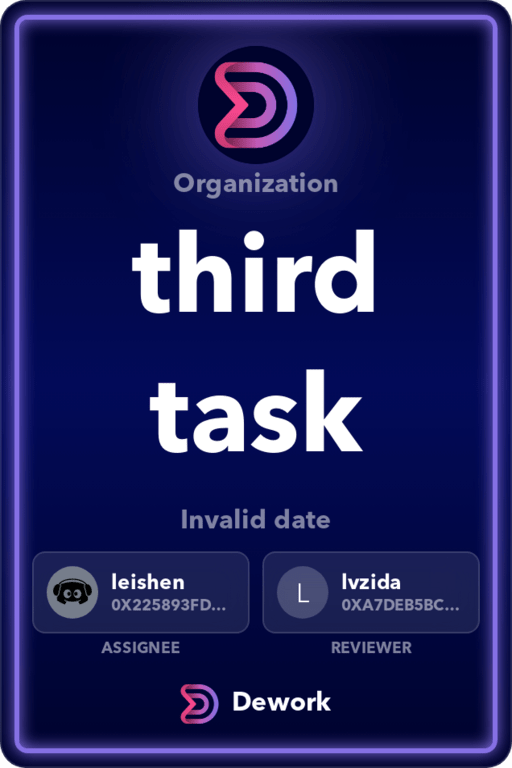 Organization
third
task
Invalid date
leishen
0X225893FD...
ASSIGNEE
L
lvzida
0XA7DEB5BC...
REVIEWER
Dework